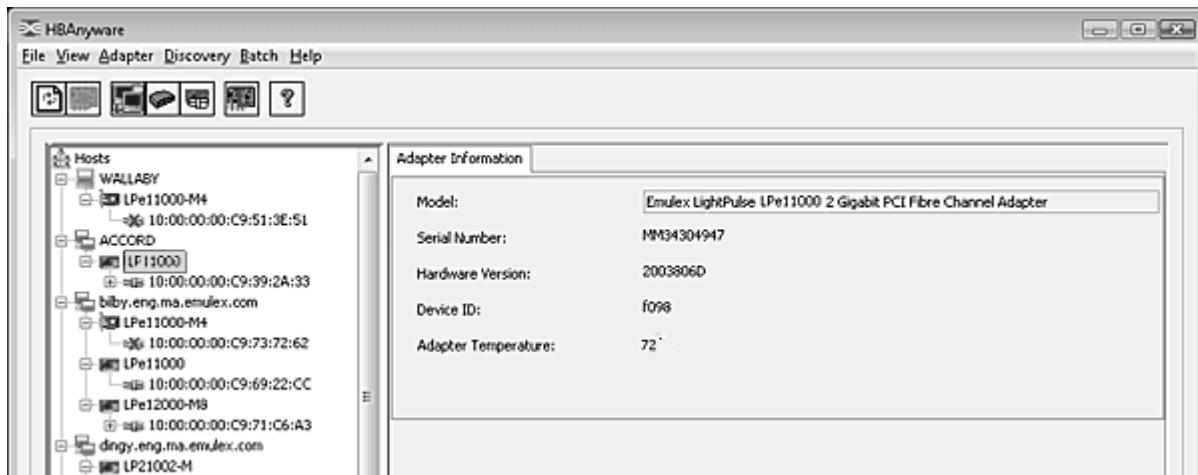 HBAnyware
File View Adapter Discovery Batch Help
?
Hosts
WALLABY
LPe11000-M4
10:00:00:00:C9:51:3E:51
ACCORD
LP11000
10:00:00:00:C9:39:2A:33
bilby.eng.ma.emulex.com
LPe11000-M4
10:00:00:00:C9:73:72:62
LPe11000
10:00:00:00:C9:69:22:CC
LPe12000-M8
10:00:00:00:C9:71:C6:A3
dingy.eng.ma.emulex.com
LP21002-M
Adapter Information
Model: Emulex LightPulse LPe11000 2 Gigabit PCI Fibre Channel Adapter
Serial Number: MM34304947
Hardware Version: 2003806D
Device ID: f098
Adapter Temperature: 72°